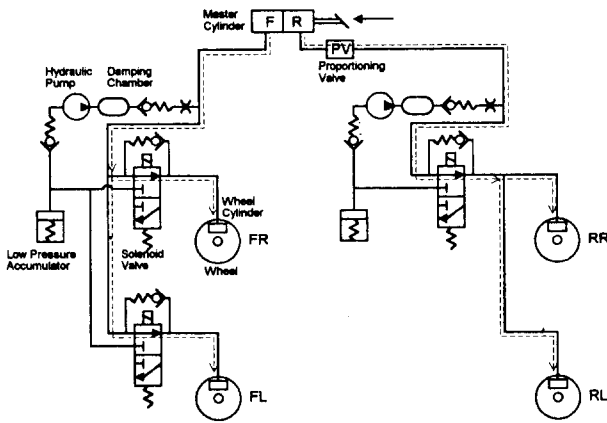 Master
Cylinder
F
R
PV
Proportioning
Valve
Hydraulic
Pump
Damping
Chamber
Wheel
Cylinder
FR
Wheel
Low Pressure
Accumulator
Solenoid
Valve
FL
RR
RL